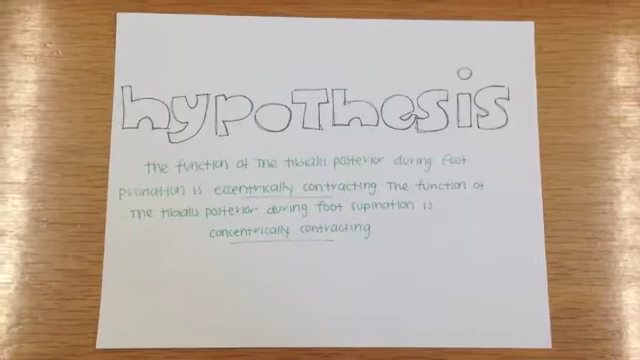 hypoThesis
The function of The tibialis posterior during foot
pronation is eccentrically contracting. The function of
The tibialis posterior during foot supination is
concentrically contracting